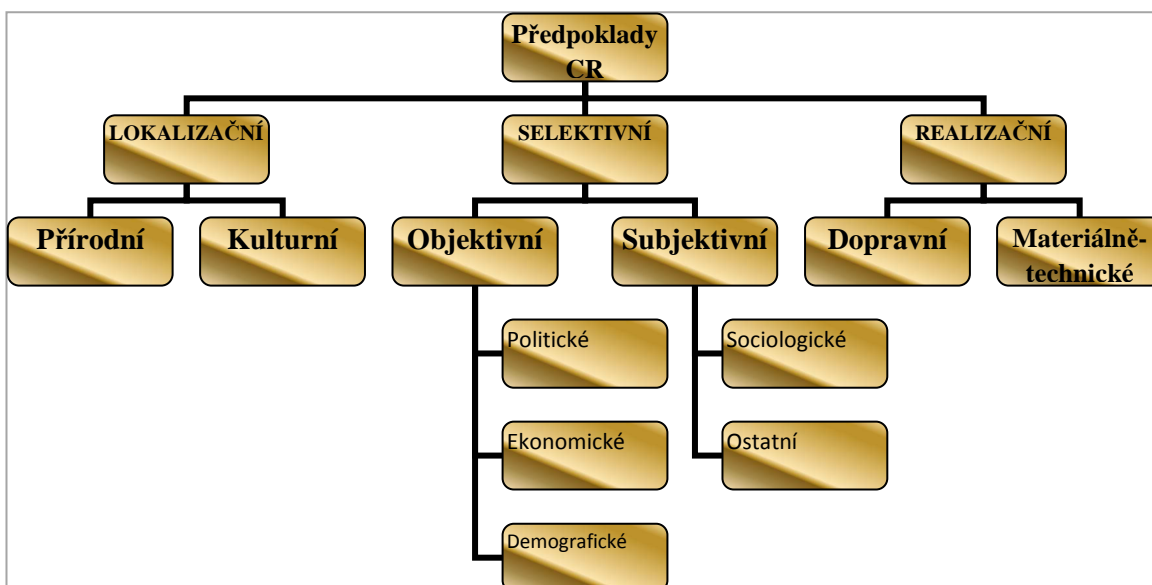 Předpoklady
CR
LOKALIZAČNÍ
SELEKTIVNÍ
REALIZAČNÍ
Přírodní
Kulturní
Objektivní
Subjektivní
Dopravní
Materiálně-
technické
Politické
Sociologické
Ekonomické
Ostatní
Demografické